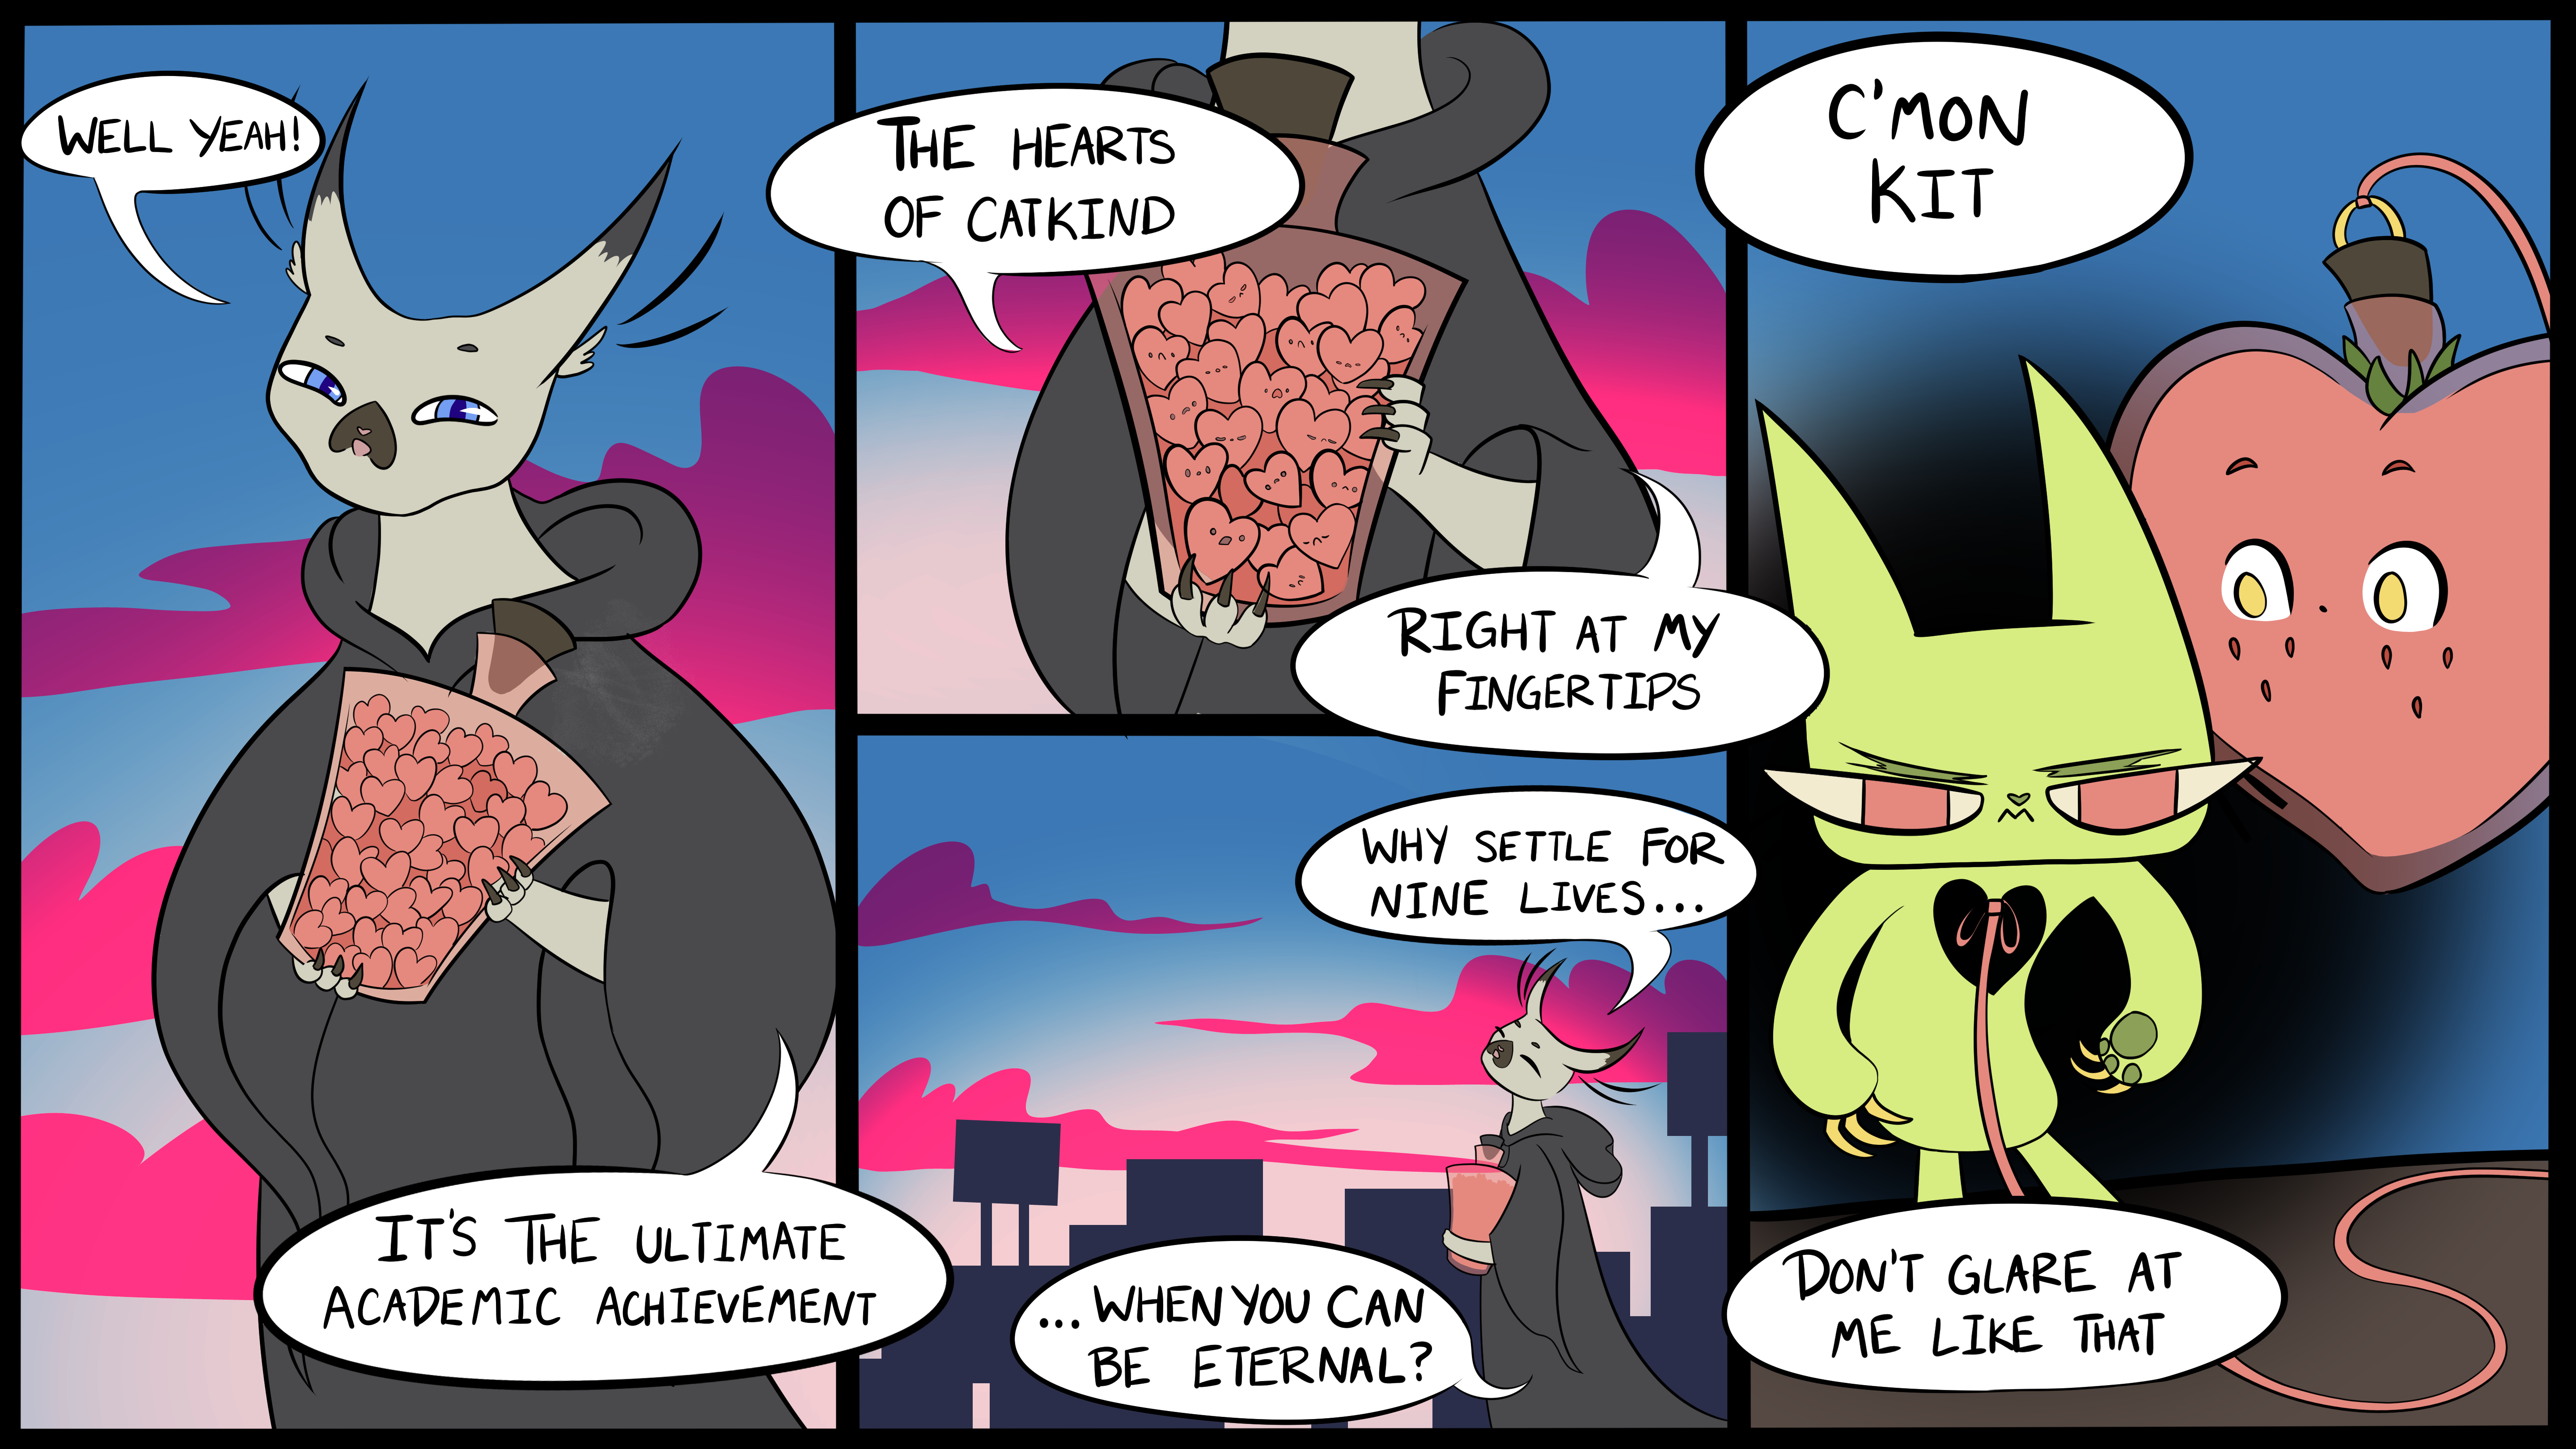 WELL YEAH!
IT'S THE ULTIMATE
ACADEMIC ACHIEVEMENT
THE HEARTS
OF CATKIND
RIGHT AT MY
FINGERTIPS
WHY SETTLE FOR
NINE LIVES...
...WHEN YOU CAN
BE ETERNAL?
C'MON
KIT
DON'T GLARE AT
ME LIKE THAT